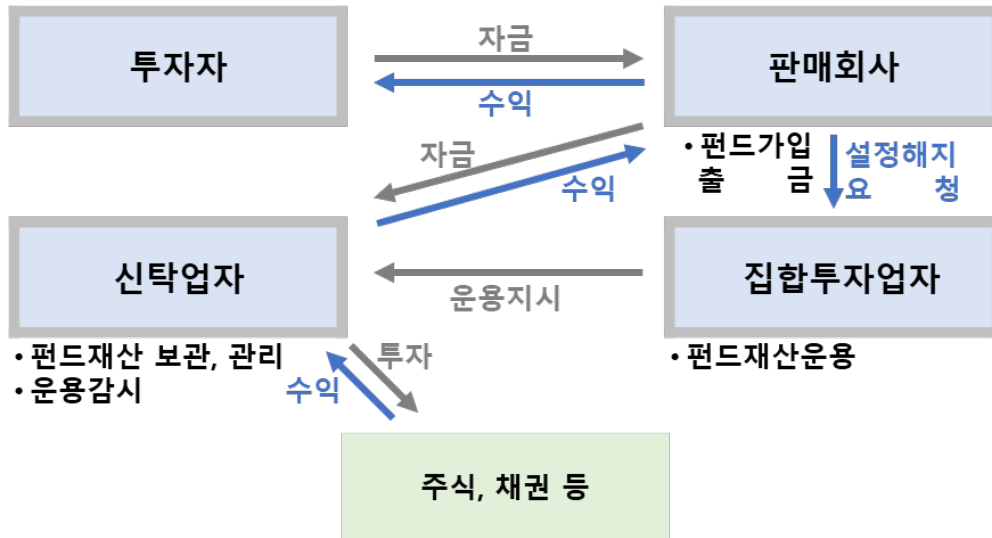 투자자
자금
수익
판매회사
자금
수익
• 펀드가입
출 금
설정해지
요 청
신탁업자
운용지시
집합투자업자
• 펀드재산 보관, 관리
• 운용감시
투자
수익
• 펀드재산운용
주식, 채권 등